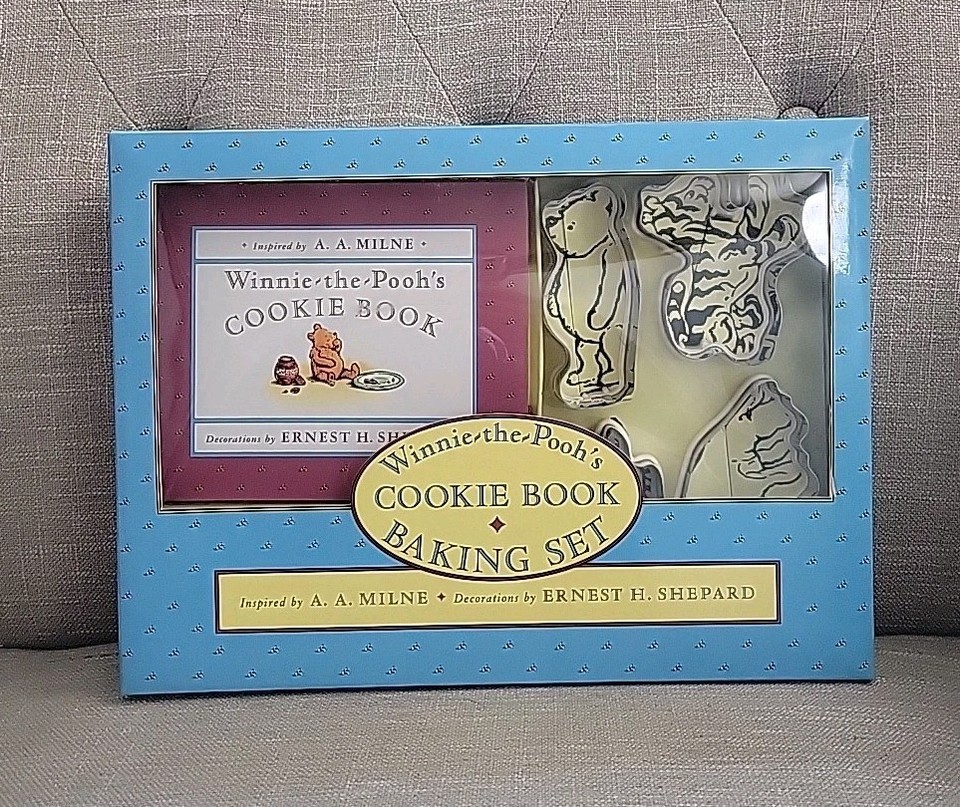 ✦ Inspired by A. A. MILNE ✦
Winnie-the-Pooh's
COOKIE BOOK
Decorations by ERNEST H.
Winnie-the-Pooh's
COOKIE BOOK
✦
BAKING SET
Inspired by A. A. MILNE ✦ Decorations by ERNEST H. SHEPARD